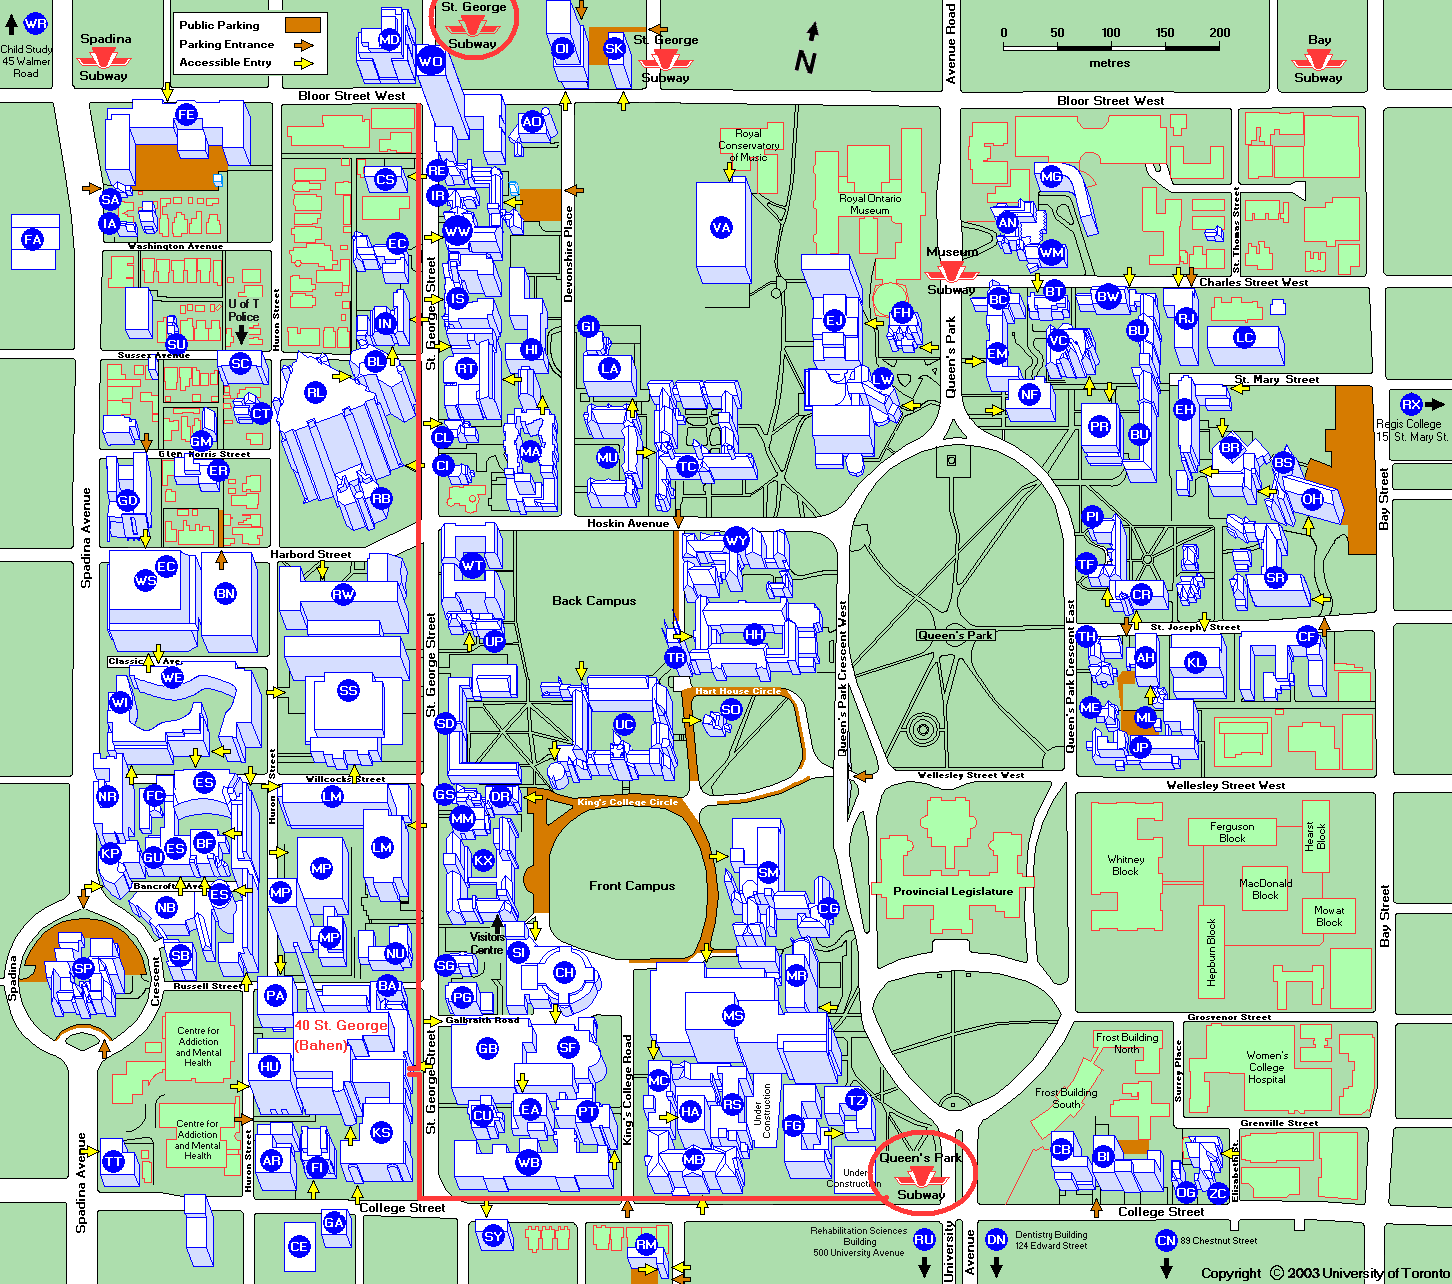 WR
Child Study
45 Walmer
Road
Spadina
Subway
Public Parking
Parking Entrance
Accessible Entry
MD
WO
St. George
Subway
OI
SK
St. George
Subway
N
Avenue Road
0 50 100 150 200
metres
Bay
Subway
Bloor Street West
Bloor Street West
FE
AO
Royal
Conservatory
of Music
Royal Ontario
Museum
MG
SA
IA
FA
CS
RE
IR
WW
VA
AN
WM
Washington Avenue
EC
Devonshire Place
Museum
Subway
St. Thomas Street
Charles Street West
U of T
Police
Huron Street
St. George Street
IS
IN
BC
BT
BW
BU
RJ
LC
SU
Sussex Avenue
SC
BL
RT
HI
GI
LA
EJ
FH
Queen's Park
EM
VC
LW
NF
St. Mary Street
RL
CT
GM
Glen Morris Street
CL
CI
MA
MU
TC
PR
BU
EH
BR
BS
OH
RX
Regis College
15 St. Mary St.
ER
GD
RB
Spadina Avenue
Bay Street
Hoskin Avenue
PI
Harbord Street
WS
EC
BN
RW
WT
WY
Back Campus
TF
CR
SR
St. Joseph Street
Queen's Park
HH
UP
TR
TH
AH
KL
CF
Classic Ave.
WE
WI
SS
SD
Hart House Circle
SO
UC
Queen's Park Crescent West
Queen's Park Crescent East
St. George Street
ME
ML
JP
Huron Street
Willcocks Street
Wellesley Street West
Wellesley Street West
NR
FC
ES
LM
GS
DR
King's College Circle
MM
KP
GU
ES
BF
LM
KX
MP
Front Campus
SM
Provincial Legislature
Whitney
Block
Ferguson
Block
Hearst
Block
MacDonald
Block
Mowat
Block
Hepburn Block
Bay Street
Bancroft Ave.
ES
MP
NB
MP
CG
Visitors
Centre
SI
NU
SB
SP
Spadina
Crescent
SG
CH
MR
Russell Street
PA
BA
PG
MS
Galbraith Road
Grosvenor Street
40 St. George
(Bahen)
Centre for
Addiction
and Mental
Health
GB
SF
HU
Frost Building
North
Frost Building
South
Surrey Place
Women's
College
Hospital
St. George Street
King's College Road
MC
HA
RS
Under
Construction
TZ
FG
CU
EA
PT
Centre for
Addiction
and Mental
Health
Grenville Street
KS
AR
FI
TT
Huron Street
Spadina Avenue
WB
MB
Under
Construction
Queen's Park
Subway
CB
BI
OG
ZC
Elizabeth St.
College Street
College Street
GA
CE
SY
RM
Rehabilitation Sciences
Building
500 University Avenue
RU
University
Avenue
DN
Dentistry Building
124 Edward Street
CN
89 Chestnut Street
Copyright © 2003 University of Toronto